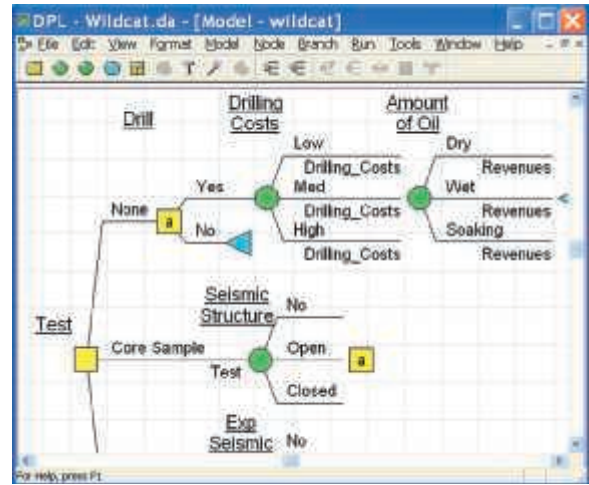 DPL - Wildcat.da - [Model - wildcat]
File Edit View Format Model Node Branch Run Tools Window Help
T
Drill
Drilling
Costs
Amount
of Oil
Low
Drilling_Costs
Dry
Revenues
Yes
Med
Drilling_Costs
Wet
Revenues
None
a
No
High
Drilling_Costs
Soaking
Revenues
Test
Seismic
Structure
No
Core Sample
Test
Open
a
Closed
Exp
Seismic
No
For Help, press F1